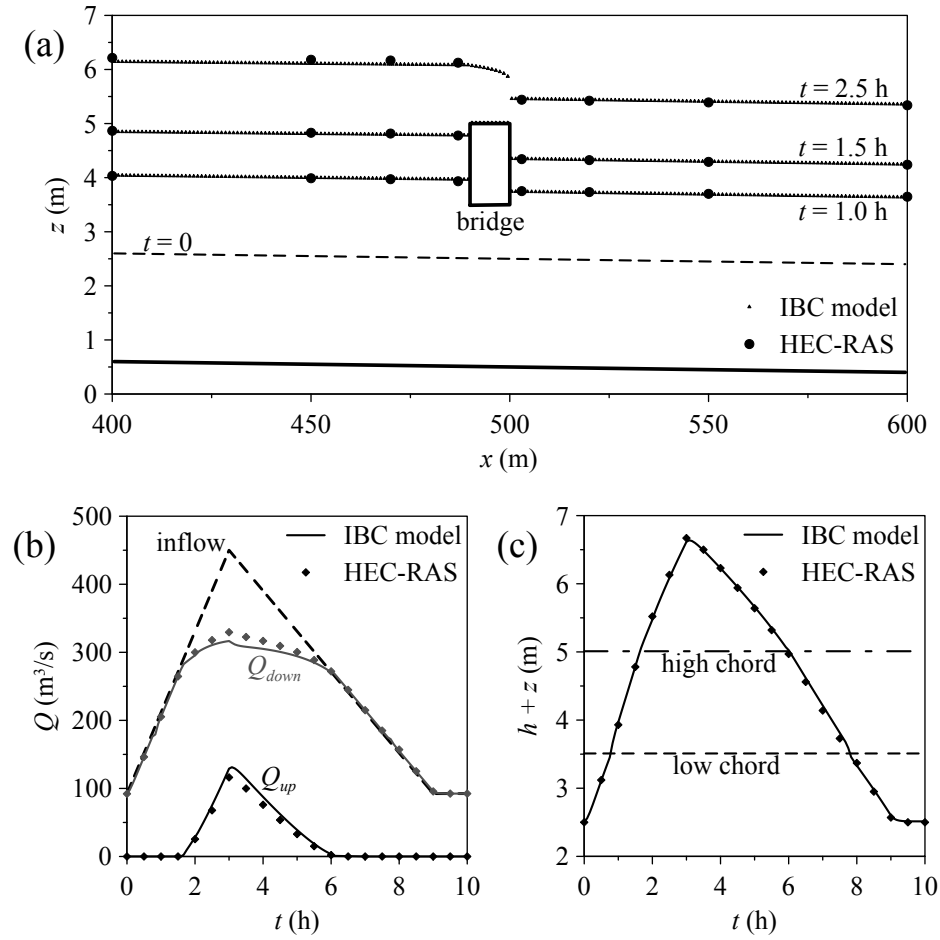 (a)
7
6
5
4
3
2
1
0
z (m)
t = 2.5 h
t = 1.5 h
t = 1.0 h
bridge
t = 0
IBC model
HEC-RAS
400 450 500 550 600
x (m)
(b)
500
400
300
200
100
0
Q (m³/s)
inflow
IBC model
HEC-RAS
Q_down
Q_up
0 2 4 6 8 10
t (h)
(c)
7
6
5
4
3
2
h + z (m)
IBC model
HEC-RAS
high chord
low chord
0 2 4 6 8 10
t (h)